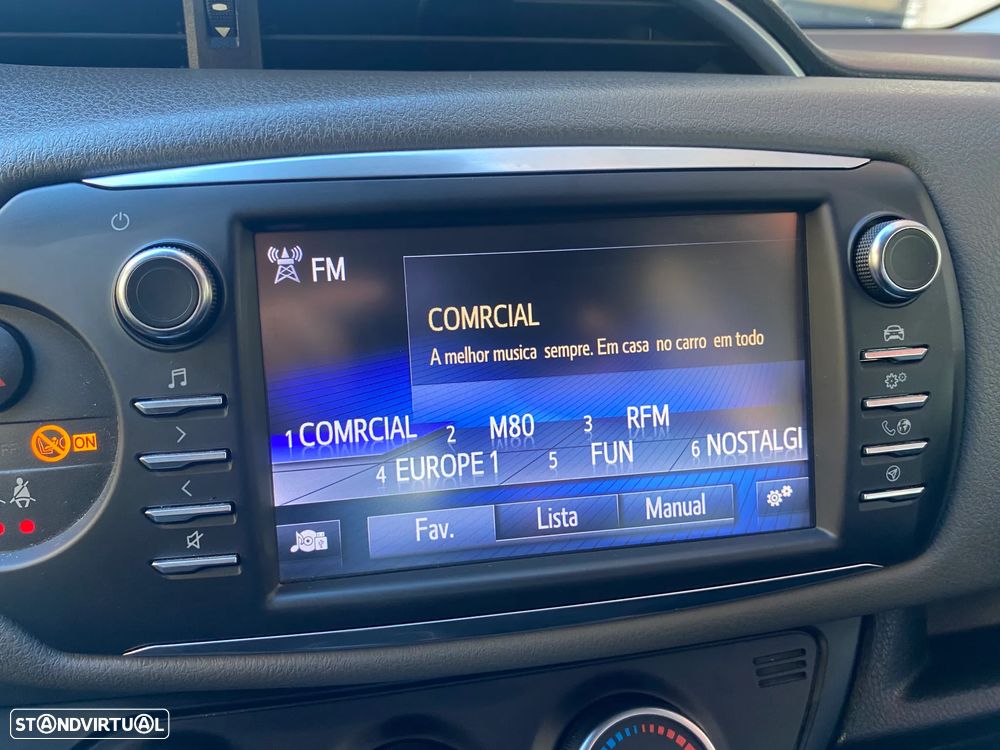 FM
COMRCIAL
A melhor musica sempre. Em casa no carro em todo
1 COMRCIAL 2 M80 3 RFM
4 EUROPE 1 5 FUN 6 NOSTALGI
Fav. Lista Manual
ON
STANDVIRTUAL